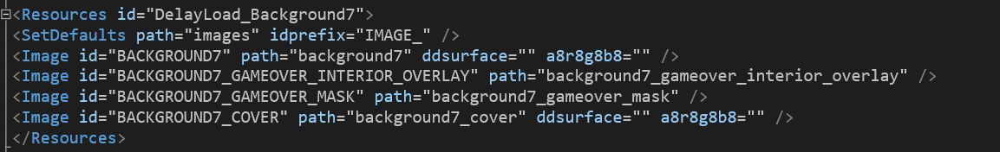 <Resources id="DelayLoad_Background7">
<SetDefaults path="images" idprefix="IMAGE_" />
<Image id="BACKGROUND7" path="background7" ddsurface="" a8r8g8b8="" />
<Image id="BACKGROUND7_GAMEOVER_INTERIOR_OVERLAY" path="background7_gameover_interior_overlay" />
<Image id="BACKGROUND7_GAMEOVER_MASK" path="background7_gameover_mask" />
<Image id="BACKGROUND7_COVER" path="background7_cover" ddsurface="" a8r8g8b8="" />
</Resources>